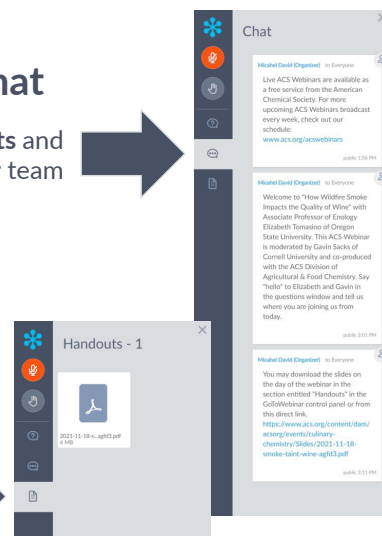 hat
ts and
r team
Chat
Micahel David (Organizer) to Everyone
Live ACS Webinars are available as
a free service from the American
Chemical Society. For more
upcoming ACS Webinars broadcast
every week, check out our
schedule:
www.acs.org/acswebinars
public 1:58 PM
Micahel David (Organizer) to Everyone
Welcome to "How Wildfire Smoke
Impacts the Quality of Wine" with
Associate Professor of Enology
Elizabeth Tomasino of Oregon
State University. This ACS Webinar
is moderated by Gavin Sacks of
Cornell University and co-produced
with the ACS Division of
Agricultural & Food Chemistry. Say
"hello" to Elizabeth and Gavin in
the questions window and tell us
where you are joining us from
today.
public 2:01 PM
Micahel David (Organizer) to Everyone
You may download the slides on
the day of the webinar in the
section entitled "Handouts" in the
GoToWebinar control panel or from
this direct link.
https://www.acs.org/content/dam/
acsorg/events/culinary-
chemistry/Slides/2021-11-18-
smoke-taint-wine-agfd3.pdf
public 2:11 PM
Handouts - 1
2021-11-18-s..agfd3.pdf
6 MB